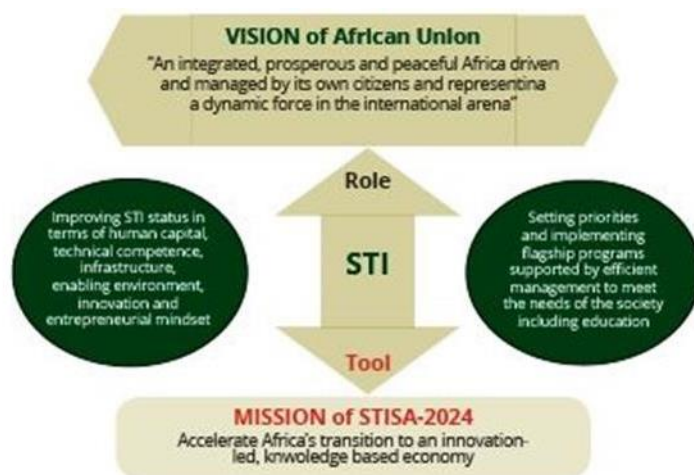 VISION of African Union
"An integrated, prosperous and peaceful Africa driven
and managed by its own citizens and representina
a dynamic force in the international arena"
Role
Improving STI status in
terms of human capital,
technical competence,
infrastructure,
enabling environment,
innovation and
entrepreneurial mindset
STI
Setting priorities
and implementing
flagship programs
supported by efficient
management to meet
the needs of the society
including education
Tool
MISSION of STISA-2024
Accelerate Africa's transition to an innovation-
led, knwoledge based economy